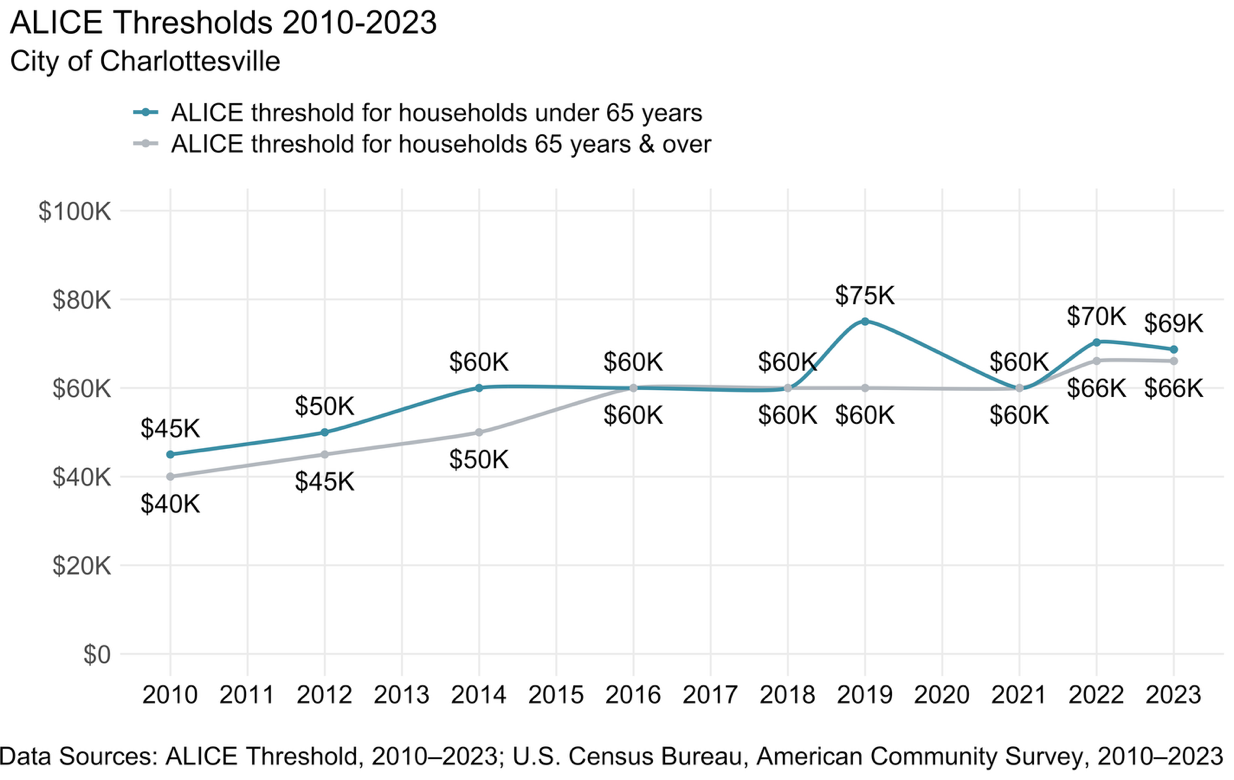 ALICE Thresholds 2010-2023
City of Charlottesville
ALICE threshold for households under 65 years
ALICE threshold for households 65 years & over
$100K
$80K
$60K
$40K
$20K
$0
$45K
$50K
$60K
$60K
$60K
$75K
$60K
$70K
$69K
$40K
$45K
$50K
$60K
$60K
$60K
$60K
$66K
$66K
2010 2011 2012 2013 2014 2015 2016 2017 2018 2019 2020 2021 2022 2023
Data Sources: ALICE Threshold, 2010–2023; U.S. Census Bureau, American Community Survey, 2010–2023